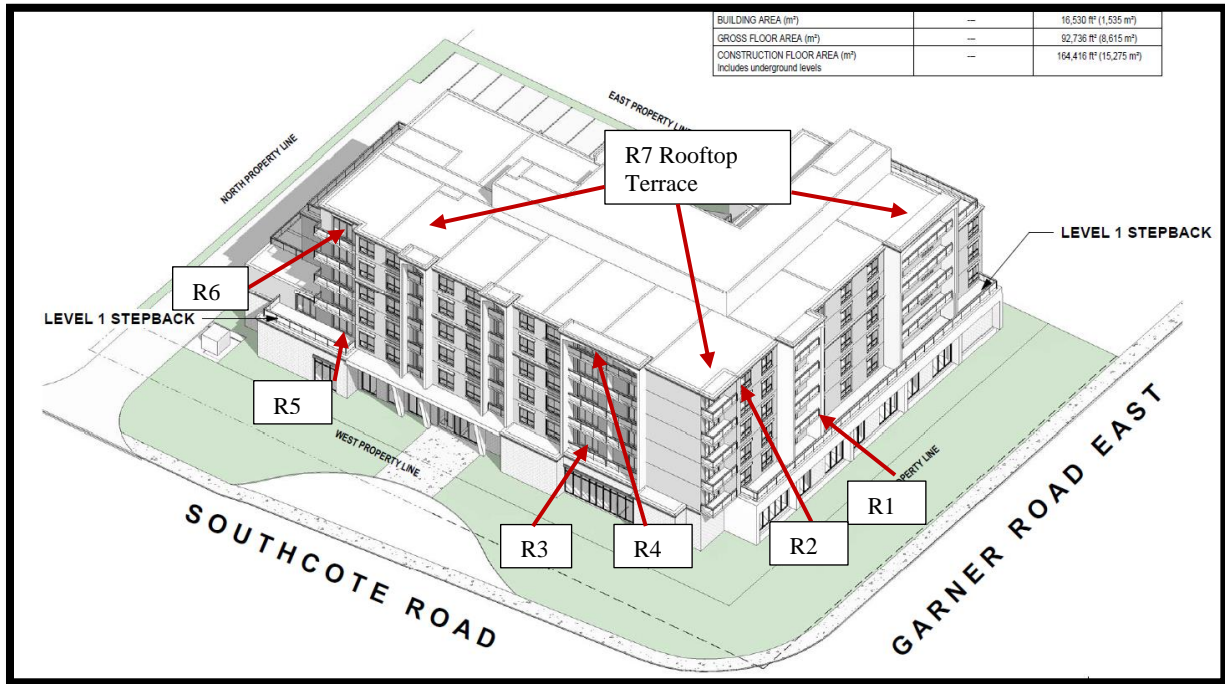 BUILDING AREA (m²) --- 16,530 ft² (1,535 m²)
GROSS FLOOR AREA (m²) --- 92,736 ft² (8,615 m²)
CONSTRUCTION FLOOR AREA (m²) --- 164,416 ft² (15,275 m²)
Includes underground levels
EAST PROPERTY LINE
NORTH PROPERTY LINE
R7 Rooftop
Terrace
LEVEL 1 STEPBACK
R6
LEVEL 1 STEPBACK
R5
WEST PROPERTY LINE
PROPERTY LINE
R1
R3
R4
R2
SOUTHCOTE ROAD
GARNER ROAD EAST